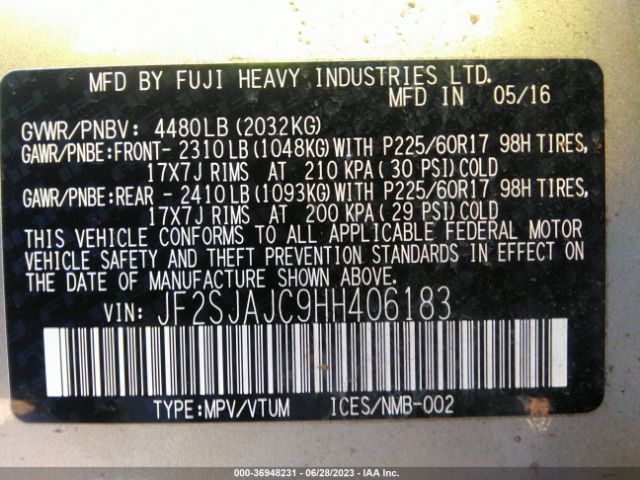 MFD BY FUJI HEAVY INDUSTRIES LTD.
MFD IN 05/16
GVWR/PNBV: 4480LB(2032KG)
GAWR/PNBE:FRONT- 2310LB(1048KG)WITH P225/60R17 98H TIRES,
17X7J RIMS AT 210 KPA(30 PSI)COLD
GAWR/PNBE:REAR - 2410LB(1093KG)WITH P225/60R17 98H TIRES,
17X7J RIMS AT 200 KPA(29 PSI)COLD
THIS VEHICLE CONFORMS TO ALL APPLICABLE FEDERAL MOTOR
VEHICLE SAFETY AND THEFT PREVENTION STANDARDS IN EFFECT ON
THE DATE OF MANUFACTURE SHOWN ABOVE.
VIN: JF2SJAJC9HH406183
TYPE:MPV/VTUM ICES/NMB-002
000-36948231 - 06/28/2023 - IAA Inc.